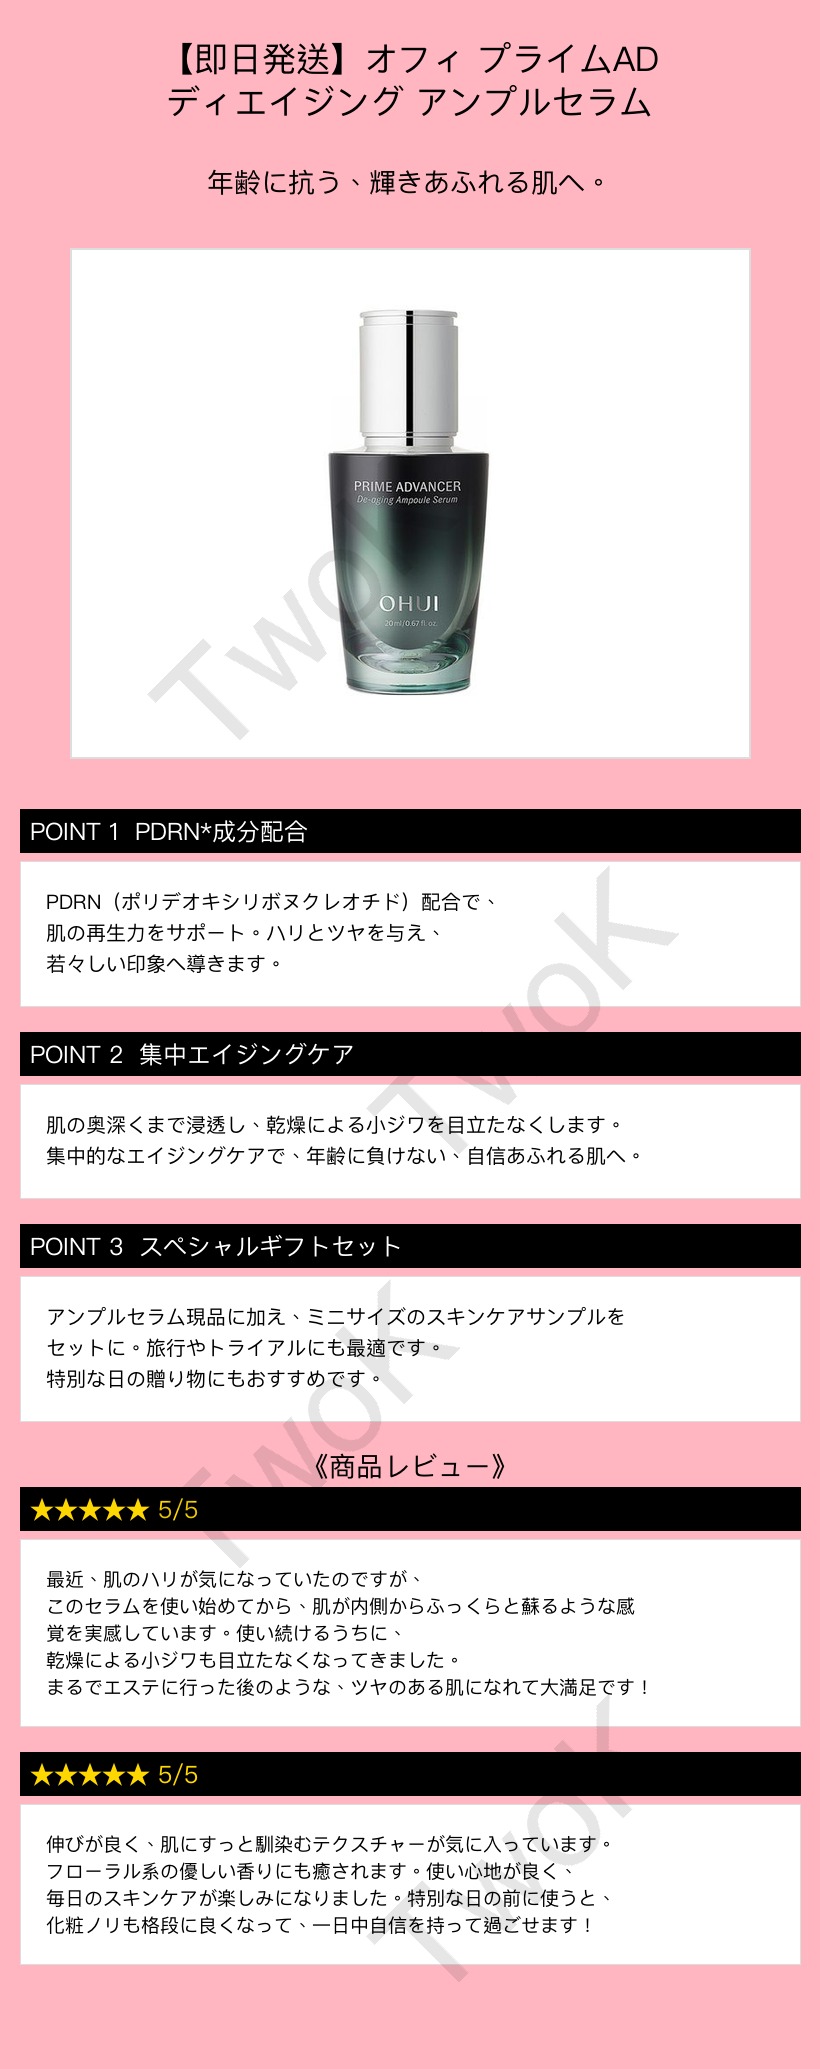 【即日発送】オフィ プライムAD
ディエイジング アンプルセラム
年齢に抗う、輝きあふれる肌へ。
PRIME ADVANCER
De-aging Ampoule Serum
OHUI
20ml/0.67 fl.oz.
TwoK
POINT 1 PDRN*成分配合
PDRN（ポリデオキシリボヌクレオチド）配合で、
肌の再生力をサポート。ハリとツヤを与え、
若々しい印象へ導きます。
TwoK
POINT 2 集中エイジングケア
肌の奥深くまで浸透し、乾燥による小ジワを目立たなくします。
集中的なエイジングケアで、年齢に負けない、自信あふれる肌へ。
POINT 3 スペシャルギフトセット
アンプルセラム現品に加え、ミニサイズのスキンケアサンプルを
セットに。旅行やトライアルにも最適です。
特別な日の贈り物にもおすすめです。
TwoK
《商品レビュー》
★★★★★ 5/5
最近、肌のハリが気になっていたのですが、
このセラムを使い始めてから、肌が内側からふっくらと蘇るような感
覚を実感しています。使い続けるうちに、
乾燥による小ジワも目立たなくなってきました。
まるでエステに行った後のような、ツヤのある肌になれて大満足です！
★★★★★ 5/5
伸びが良く、肌にすっと馴染むテクスチャーが気に入っています。
フローラル系の優しい香りにも癒されます。使い心地が良く、
毎日のスキンケアが楽しみになりました。特別な日の前に使うと、
化粧ノリも格段に良くなって、一日中自信を持って過ごせます！
TwoK